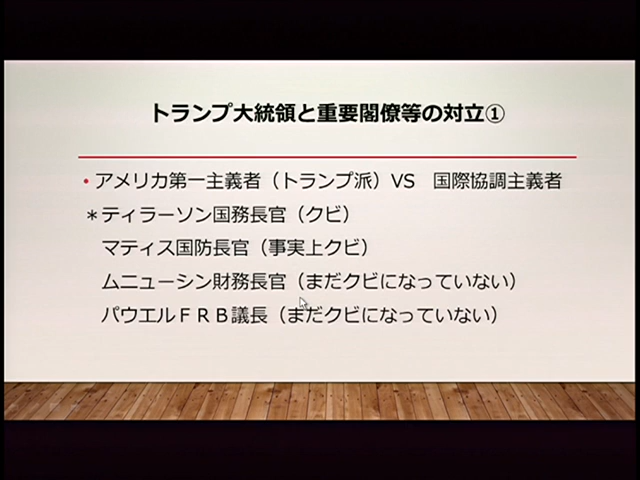 トランプ大統領と重要閣僚等の対立①
・アメリカ第一主義者（トランプ派）VS　国際協調主義者
＊ティラーソン国務長官（クビ）
マティス国防長官（事実上クビ）
ムニューシン財務長官（まだクビになっていない）
パウエルＦＲＢ議長（まだクビになっていない）